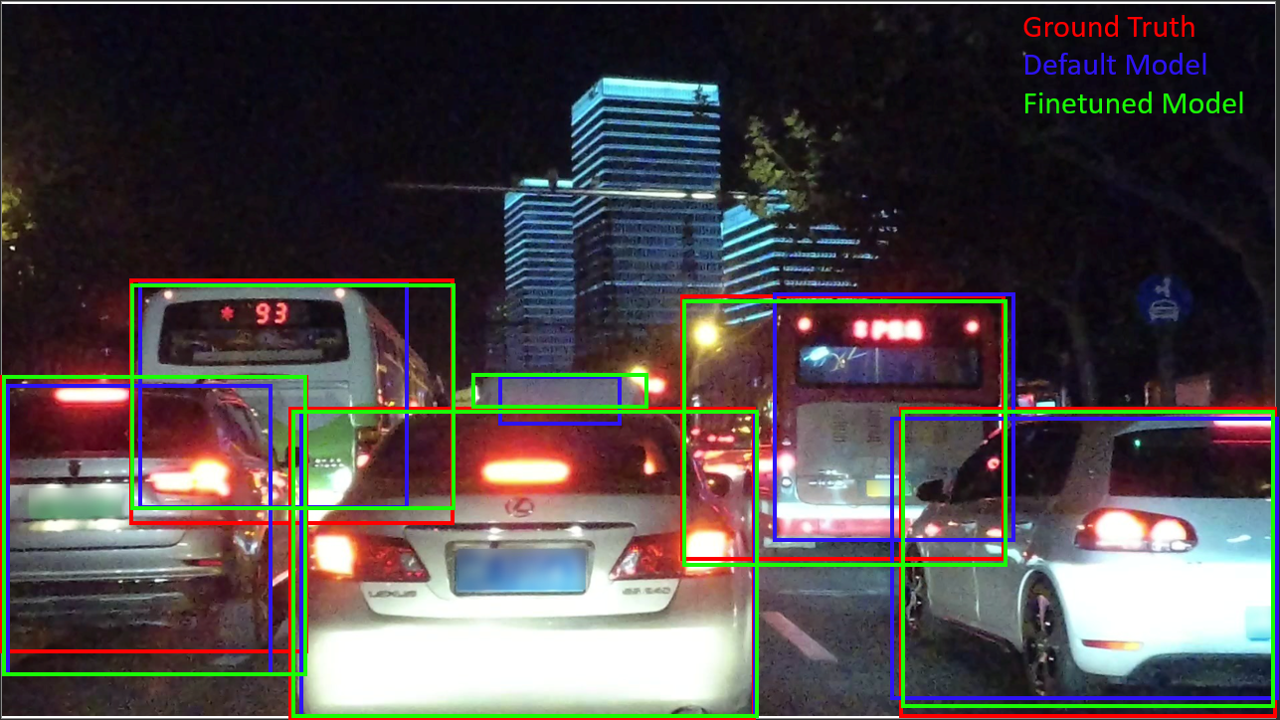 Ground Truth
Default Model
Finetuned Model
* 93
LEXUS